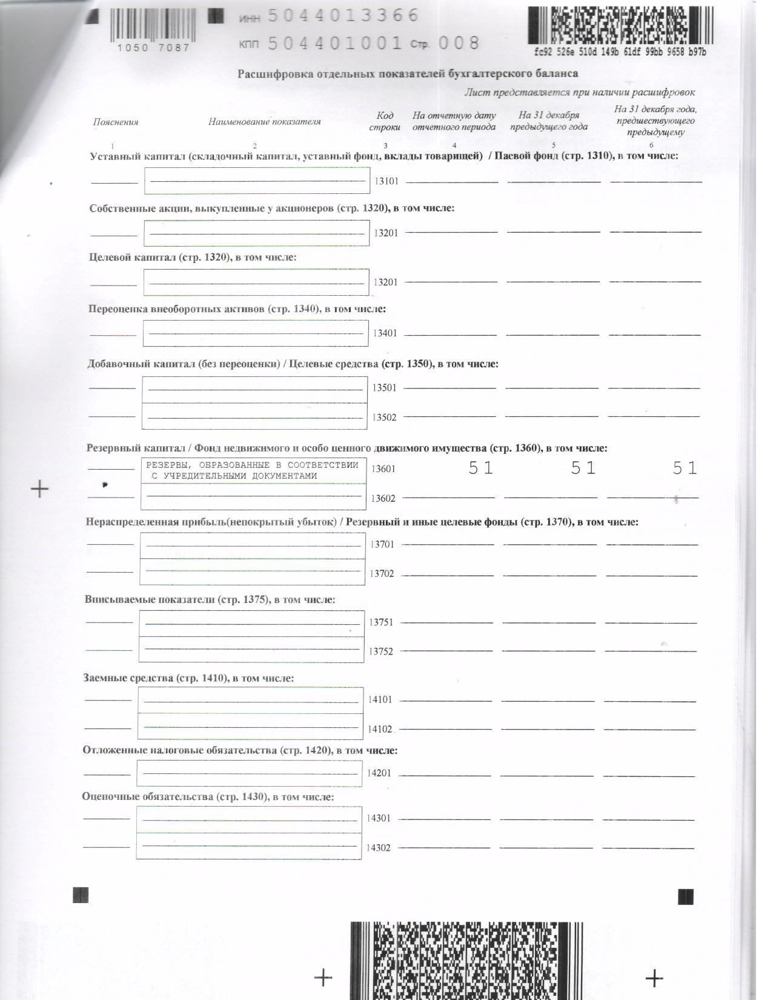 ИНН 5044013366
1050 7087
КПП 504401001 Стр. 008
fc92 526e 510d 149b 61df 99bb 9658 b97b
Расшифровка отдельных показателей бухгалтерского баланса
Лист представляется при наличии расшифровок
Пояснения Наименование показателя Код строки На отчетную дату отчетного периода На 31 декабря предыдущего года На 31 декабря года, предшествующего предыдущему
1 2 3 4 5 6
Уставный капитал (складочный капитал, уставный фонд, вклады товарищей) / Паевой фонд (стр. 1310), в том числе:
13101
Собственные акции, выкупленные у акционеров (стр. 1320), в том числе:
13201
Целевой капитал (стр. 1320), в том числе:
13201
Переоценка внеоборотных активов (стр. 1340), в том числе:
13401
Добавочный капитал (без переоценки) / Целевые средства (стр. 1350), в том числе:
13501
13502
Резервный капитал / Фонд недвижимого и особо ценного движимого имущества (стр. 1360), в том числе:
РЕЗЕРВЫ, ОБРАЗОВАННЫЕ В СООТВЕТСТВИИ
С УЧРЕДИТЕЛЬНЫМИ ДОКУМЕНТАМИ
13601 51 51 51
13602
Нераспределенная прибыль(непокрытый убыток) / Резервный и иные целевые фонды (стр. 1370), в том числе:
13701
13702
Вписываемые показатели (стр. 1375), в том числе:
13751
13752
Заемные средства (стр. 1410), в том числе:
14101
14102
Отложенные налоговые обязательства (стр. 1420), в том числе:
14201
Оценочные обязательства (стр. 1430), в том числе:
14301
14302